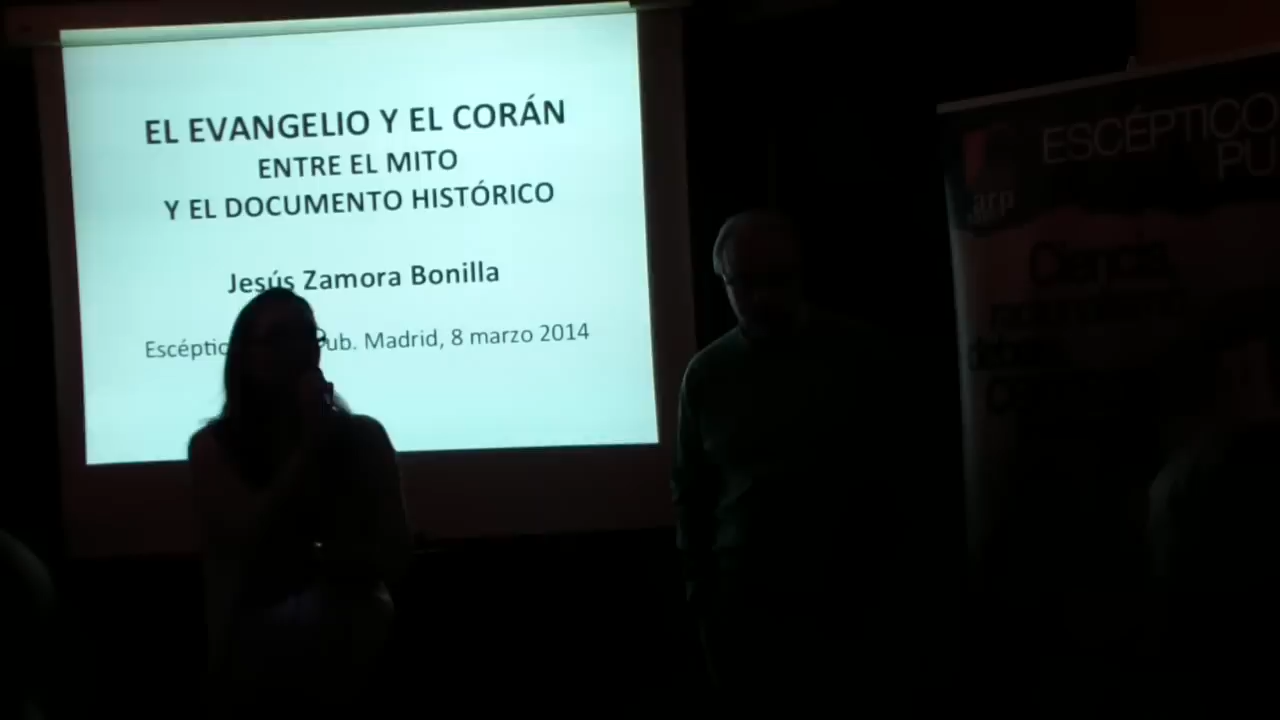 EL EVANGELIO Y EL CORÁN
ENTRE EL MITO
Y EL DOCUMENTO HISTÓRICO
Jesús Zamora Bonilla
Escéptic ub. Madrid, 8 marzo 2014
ESCÉPTICO
PU
arp
Ciencia,